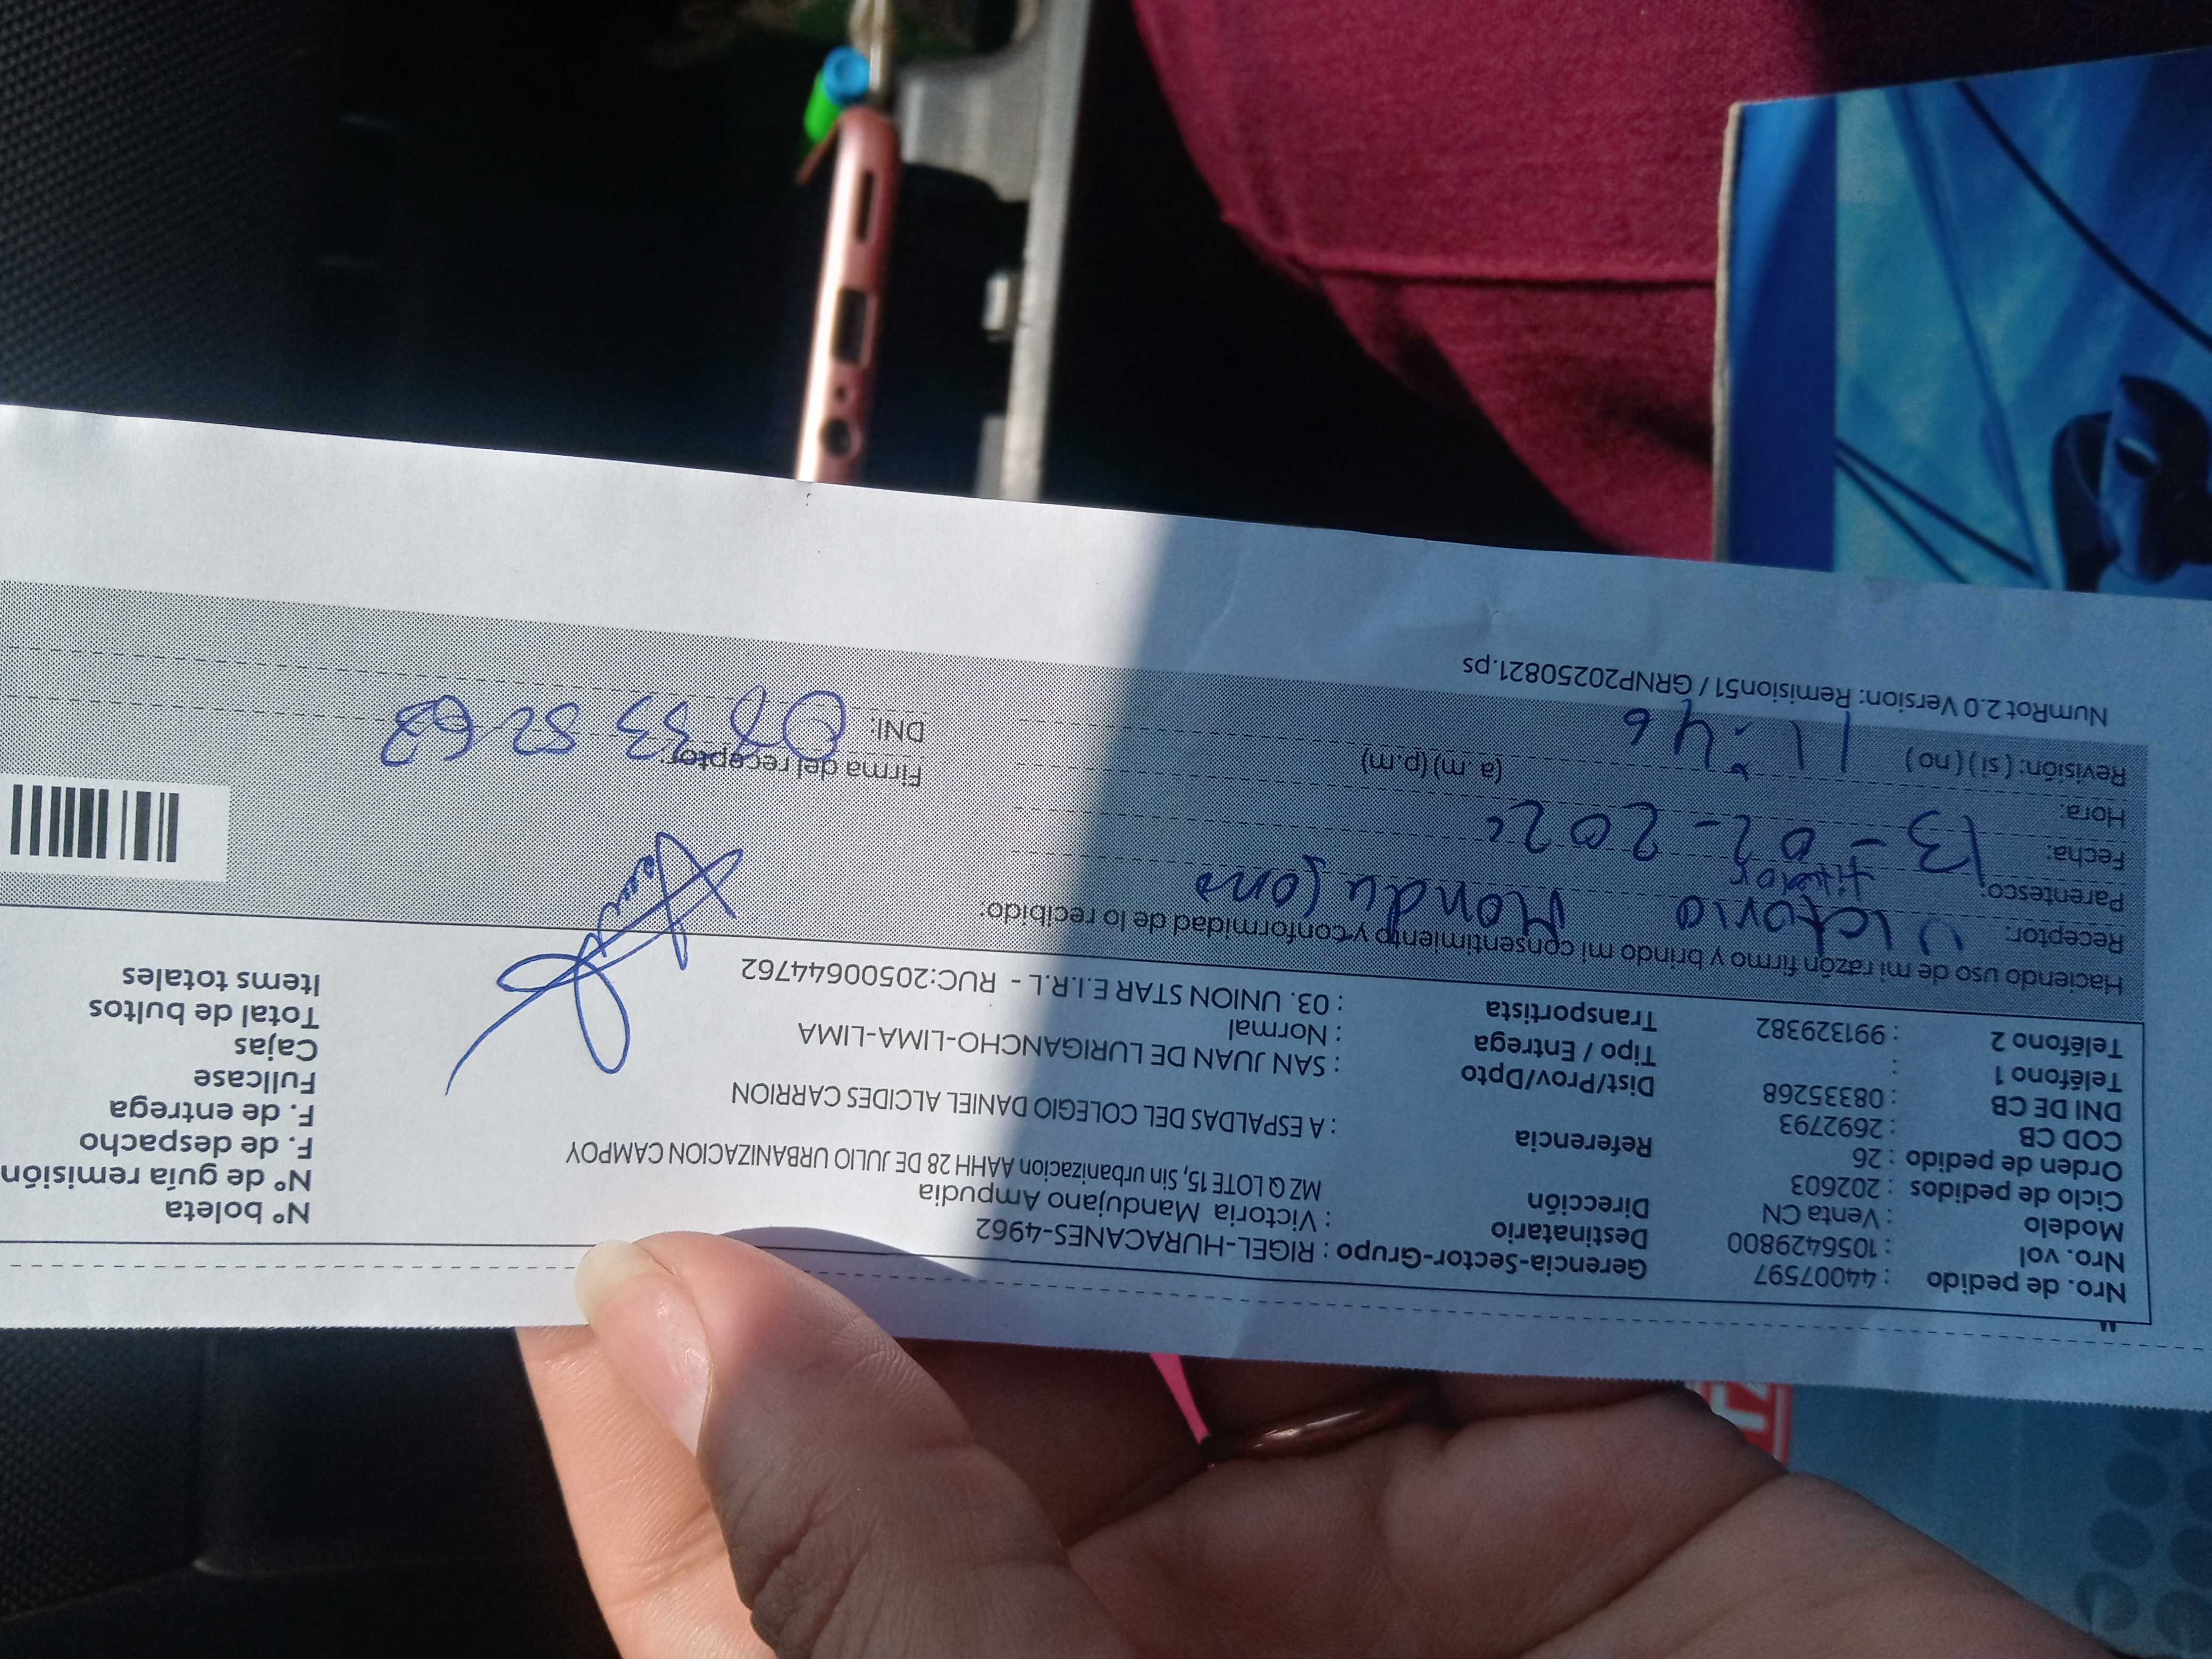 Nro. de pedido : 44007597
Nro. vol : 1056429800
Modelo : Venta CN
Ciclo de pedidos : 202603
Orden de pedido : 26
COD CB : 2692793
DNI DE CB : 08335268
Teléfono 1 :
Teléfono 2 : 991329382
Gerencia-Sector-Grupo : RIGEL-HURACANES-4962
Destinatario : Victoria Mandujano Ampudia
Dirección MZ Q LOTE 15, Sin urbanizacion AAHH 28 DE JULIO URBANIZACION CAMPOY
Referencia : A ESPALDAS DEL COLEGIO DANIEL ALCIDES CARRION
Dist/Prov/Dpto : SAN JUAN DE LURIGANCHO-LIMA-LIMA
Tipo / Entrega : Normal
Transportista : 03. UNION STAR E.I.R.L - RUC:20500644762
N° boleta
N° de guía remisión
F. de despacho
F. de entrega
Fullcase
Cajas
Total de bultos
Items totales
Haciendo uso de mi razón firmo y brindo mi consentimiento y conformidad de lo recibido:
Receptor: Victoria
Parentesco: titular
Fecha: 13-02-202
Hora: 11:46 (a. m) (p.m)
Revisión: ( si ) ( no )
Firma del receptor:
DNI: 08 33 52 68
NumRot 2.0 Version: Remision51 / GRNP20250821.ps